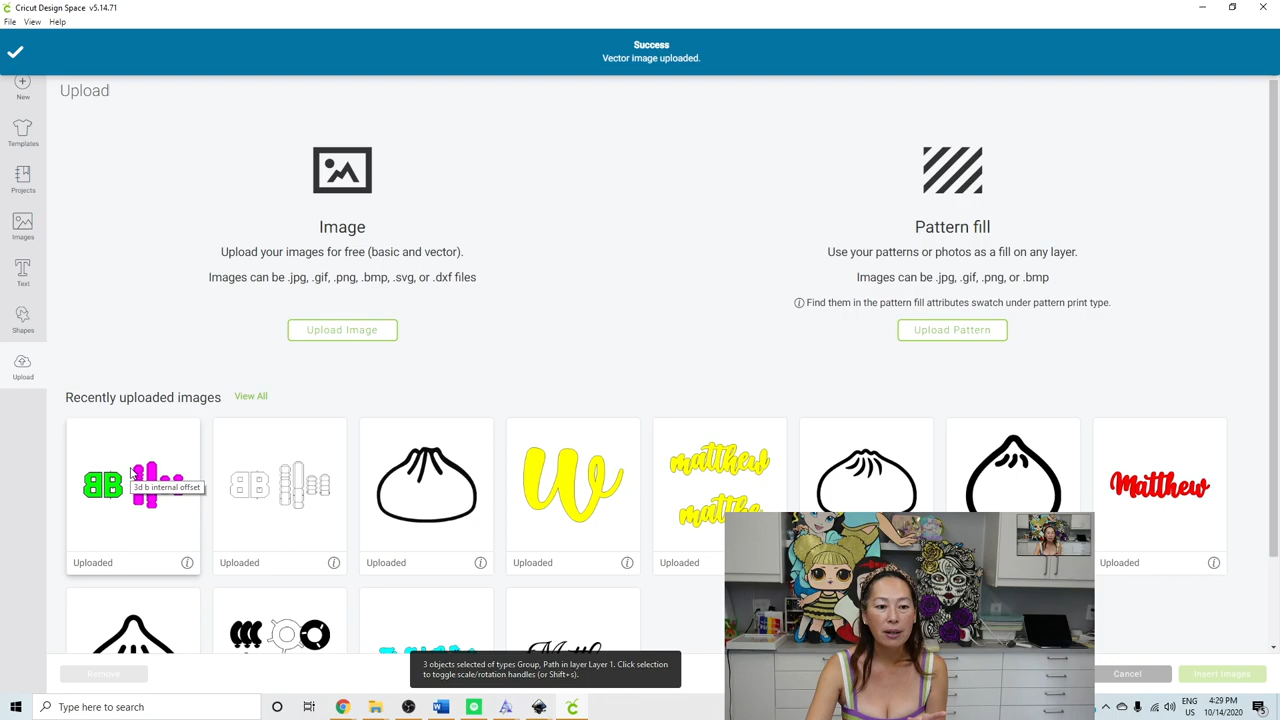 Cricut Design Space v5.14.71
File View Help
Success
Vector image uploaded.
New
Templates
Projects
Images
Text
Shapes
Upload
Upload
Image
Upload your images for free (basic and vector).
Images can be .jpg, .gif, .png, .bmp, .svg, or .dxf files
Upload Image
Pattern fill
Use your patterns or photos as a fill on any layer.
Images can be .jpg, .gif, .png, or .bmp
Find them in the pattern fill attributes swatch under pattern print type.
Upload Pattern
Recently uploaded images View All
BB
BB
W
matthew
Matthew
3d b internal offset
Uploaded
Uploaded
Uploaded
Uploaded
Uploaded
Uploaded
3 objects selected of types Group, Path in layer Layer 1. Click selection
to toggle scale/rotation handles (or Shift+s).
Remove
Cancel
Insert Images
Type here to search
ENG
US
4:29 PM
10/14/2020